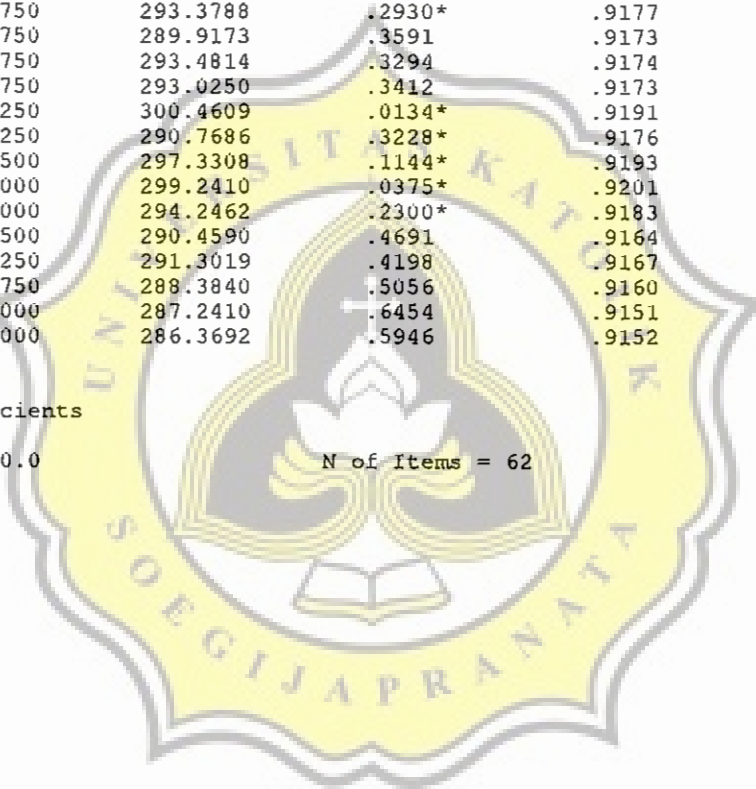 750 293.3788 .2930* .9177
750 289.9173 .3591 .9173
750 293.4814 .3294 .9174
750 293.0250 .3412 .9173
250 300.4609 .0134* .9191
250 290.7686 .3228* .9176
500 297.3308 .1144* .9193
000 299.2410 .0375* .9201
000 294.2462 .2300* .9183
500 290.4590 .4691 .9164
250 291.3019 .4198 .9167
750 288.3840 .5056 .9160
000 287.2410 .6454 .9151
000 286.3692 .5946 .9152
cients
0.0 N of Items = 62
UNIVERSITAS KATOLIK
SOEGIJAPRANATA